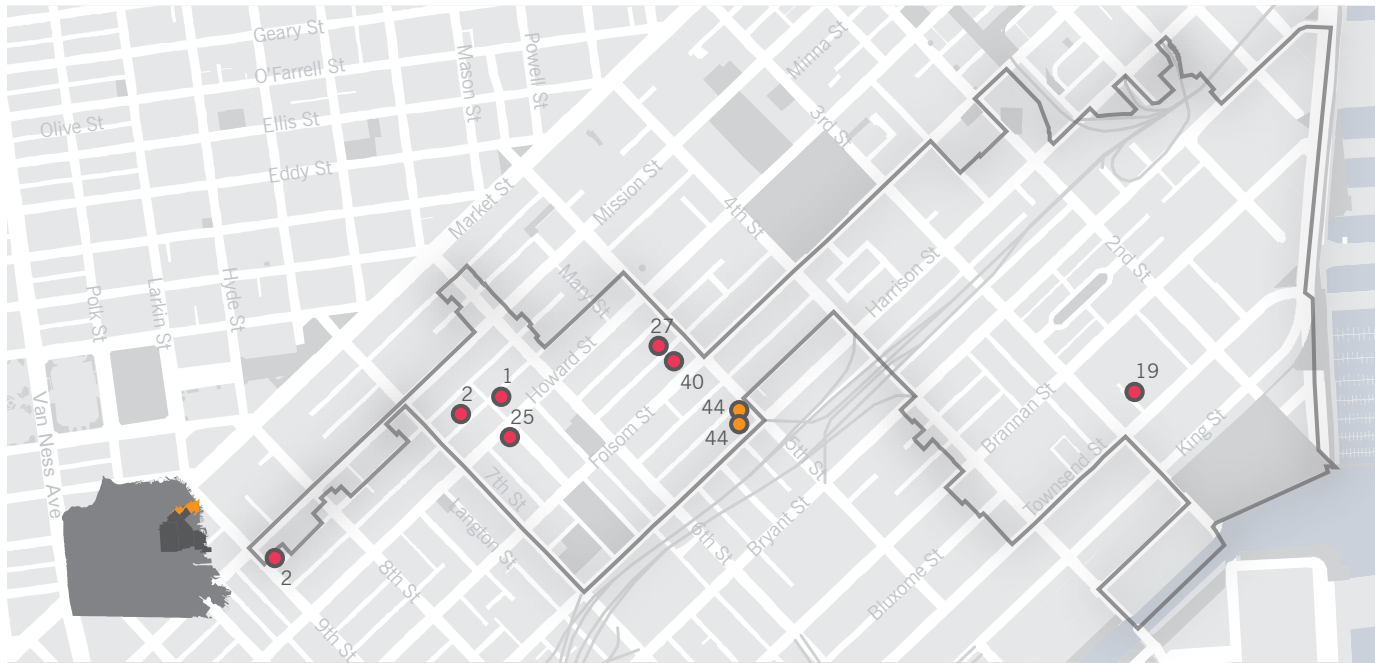 Geary St
O'Farrell St
Mason St
Powell St
Minna St
Olive St
Ellis St
3rd St
Eddy St
Market St
Mission St
4th St
Polk St
Larkin St
Hyde St
Mary St
Harrison St
2nd St
27
Howard St
40
1
2
25
19
44
44
Van Ness Ave
Folsom St
5th St
Brannan St
King St
7th St
Langton St
6th St
Bryant St
Townsend St
2
8th St
Bluxome St
9th St